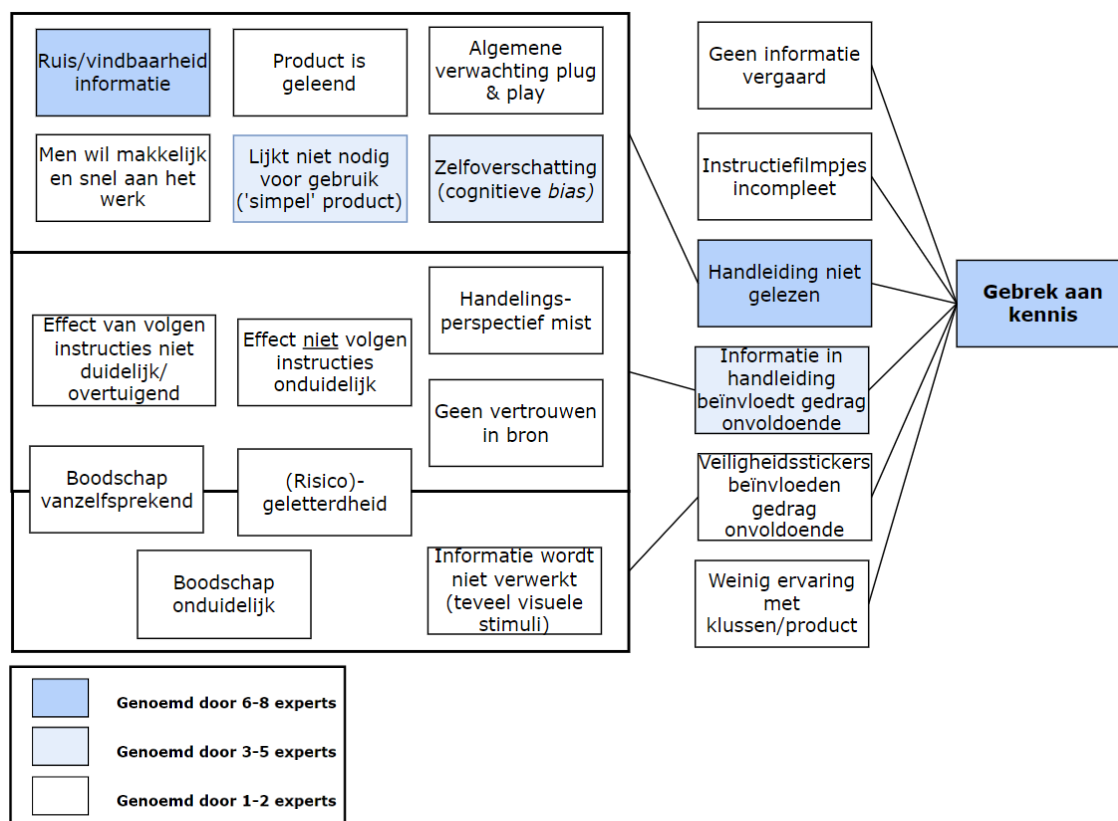 Ruis/vindbaarheid
informatie
Product is
geleend
Algemene
verwachting plug
& play
Men wil makkelijk
en snel aan het
werk
Lijkt niet nodig
voor gebruik
('simpel' product)
Zelfoverschatting
(cognitieve bias)
Effect van volgen
instructies niet
duidelijk/
overtuigend
Effect niet volgen
instructies
onduidelijk
Handelings-
perspectief mist
Geen vertrouwen
in bron
Boodschap
vanzelfsprekend
(Risico)-
geletterdheid
Boodschap
onduidelijk
Informatie wordt
niet verwerkt
(teveel visuele
stimuli)
Geen informatie
vergaard
Instructiefilmpjes
incompleet
Handleiding niet
gelezen
Informatie in
handleiding
beïnvloedt gedrag
onvoldoende
Veiligheidsstickers
beïnvloeden
gedrag
onvoldoende
Weinig ervaring
met
klussen/product
Gebrek aan
kennis
Genoemd door 6-8 experts
Genoemd door 3-5 experts
Genoemd door 1-2 experts